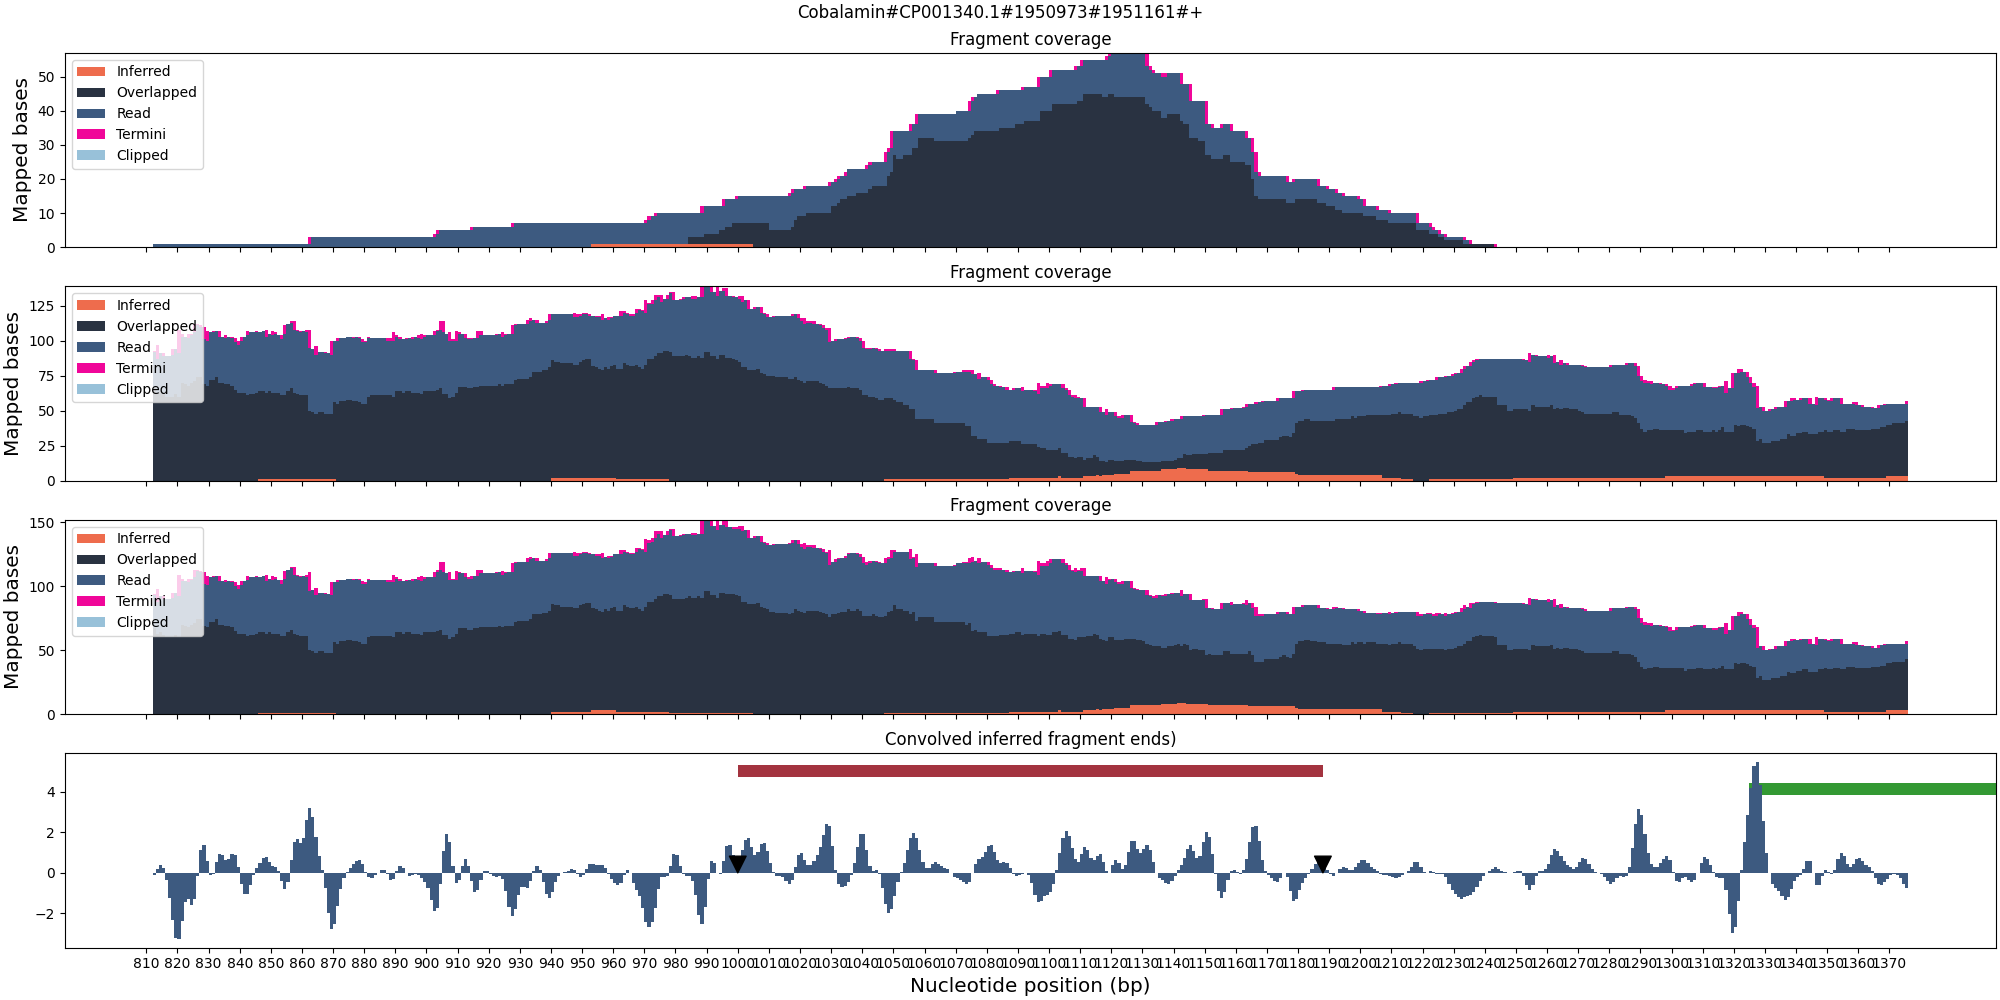 Cobalamin#CP001340.1#1950973#1951161#+
Fragment coverage
Mapped bases
50
40
30
20
10
0
Inferred
Overlapped
Read
Termini
Clipped
Fragment coverage
Mapped bases
125
100
75
50
25
0
Inferred
Overlapped
Read
Termini
Clipped
Fragment coverage
Mapped bases
150
100
50
0
Inferred
Overlapped
Read
Termini
Clipped
Convolved inferred fragment ends)
4
2
0
−2
810 820 830 840 850 860 870 880 890 900 910 920 930 940 950 960 970 980 990 1000 1010 1020 1030 1040 1050 1060 1070 1080 1090 1100 1110 1120 1130 1140 1150 1160 1170 1180 1190 1200 1210 1220 1230 1240 1250 1260 1270 1280 1290 1300 1310 1320 1330 1340 1350 1360 1370
Nucleotide position (bp)